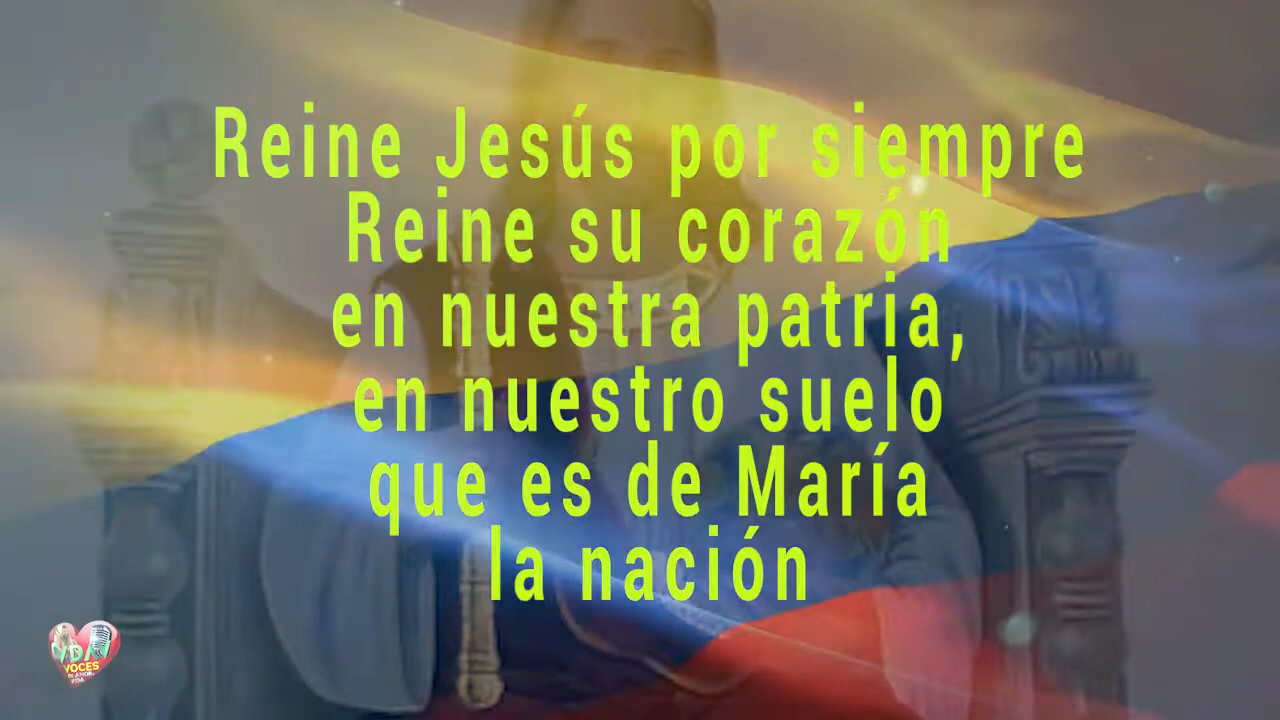 Reine Jesús por siempre
Reine su corazón
en nuestra patria,
en nuestro suelo
que es de María
la nación
VOCES
VIDA